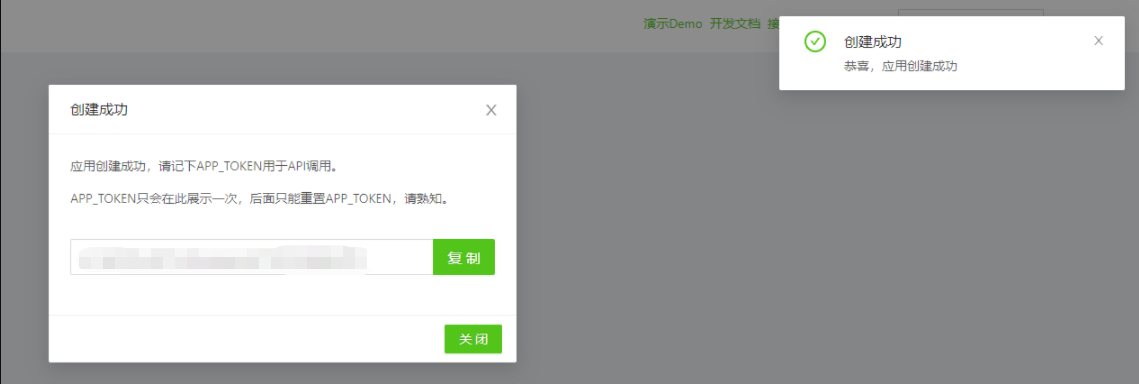 演示Demo 开发文档 接
创建成功
恭喜，应用创建成功
创建成功
应用创建成功，请记下APP_TOKEN用于API调用。
APP_TOKEN只会在此展示一次，后面只能重置APP_TOKEN，请熟知。
复 制
关 闭